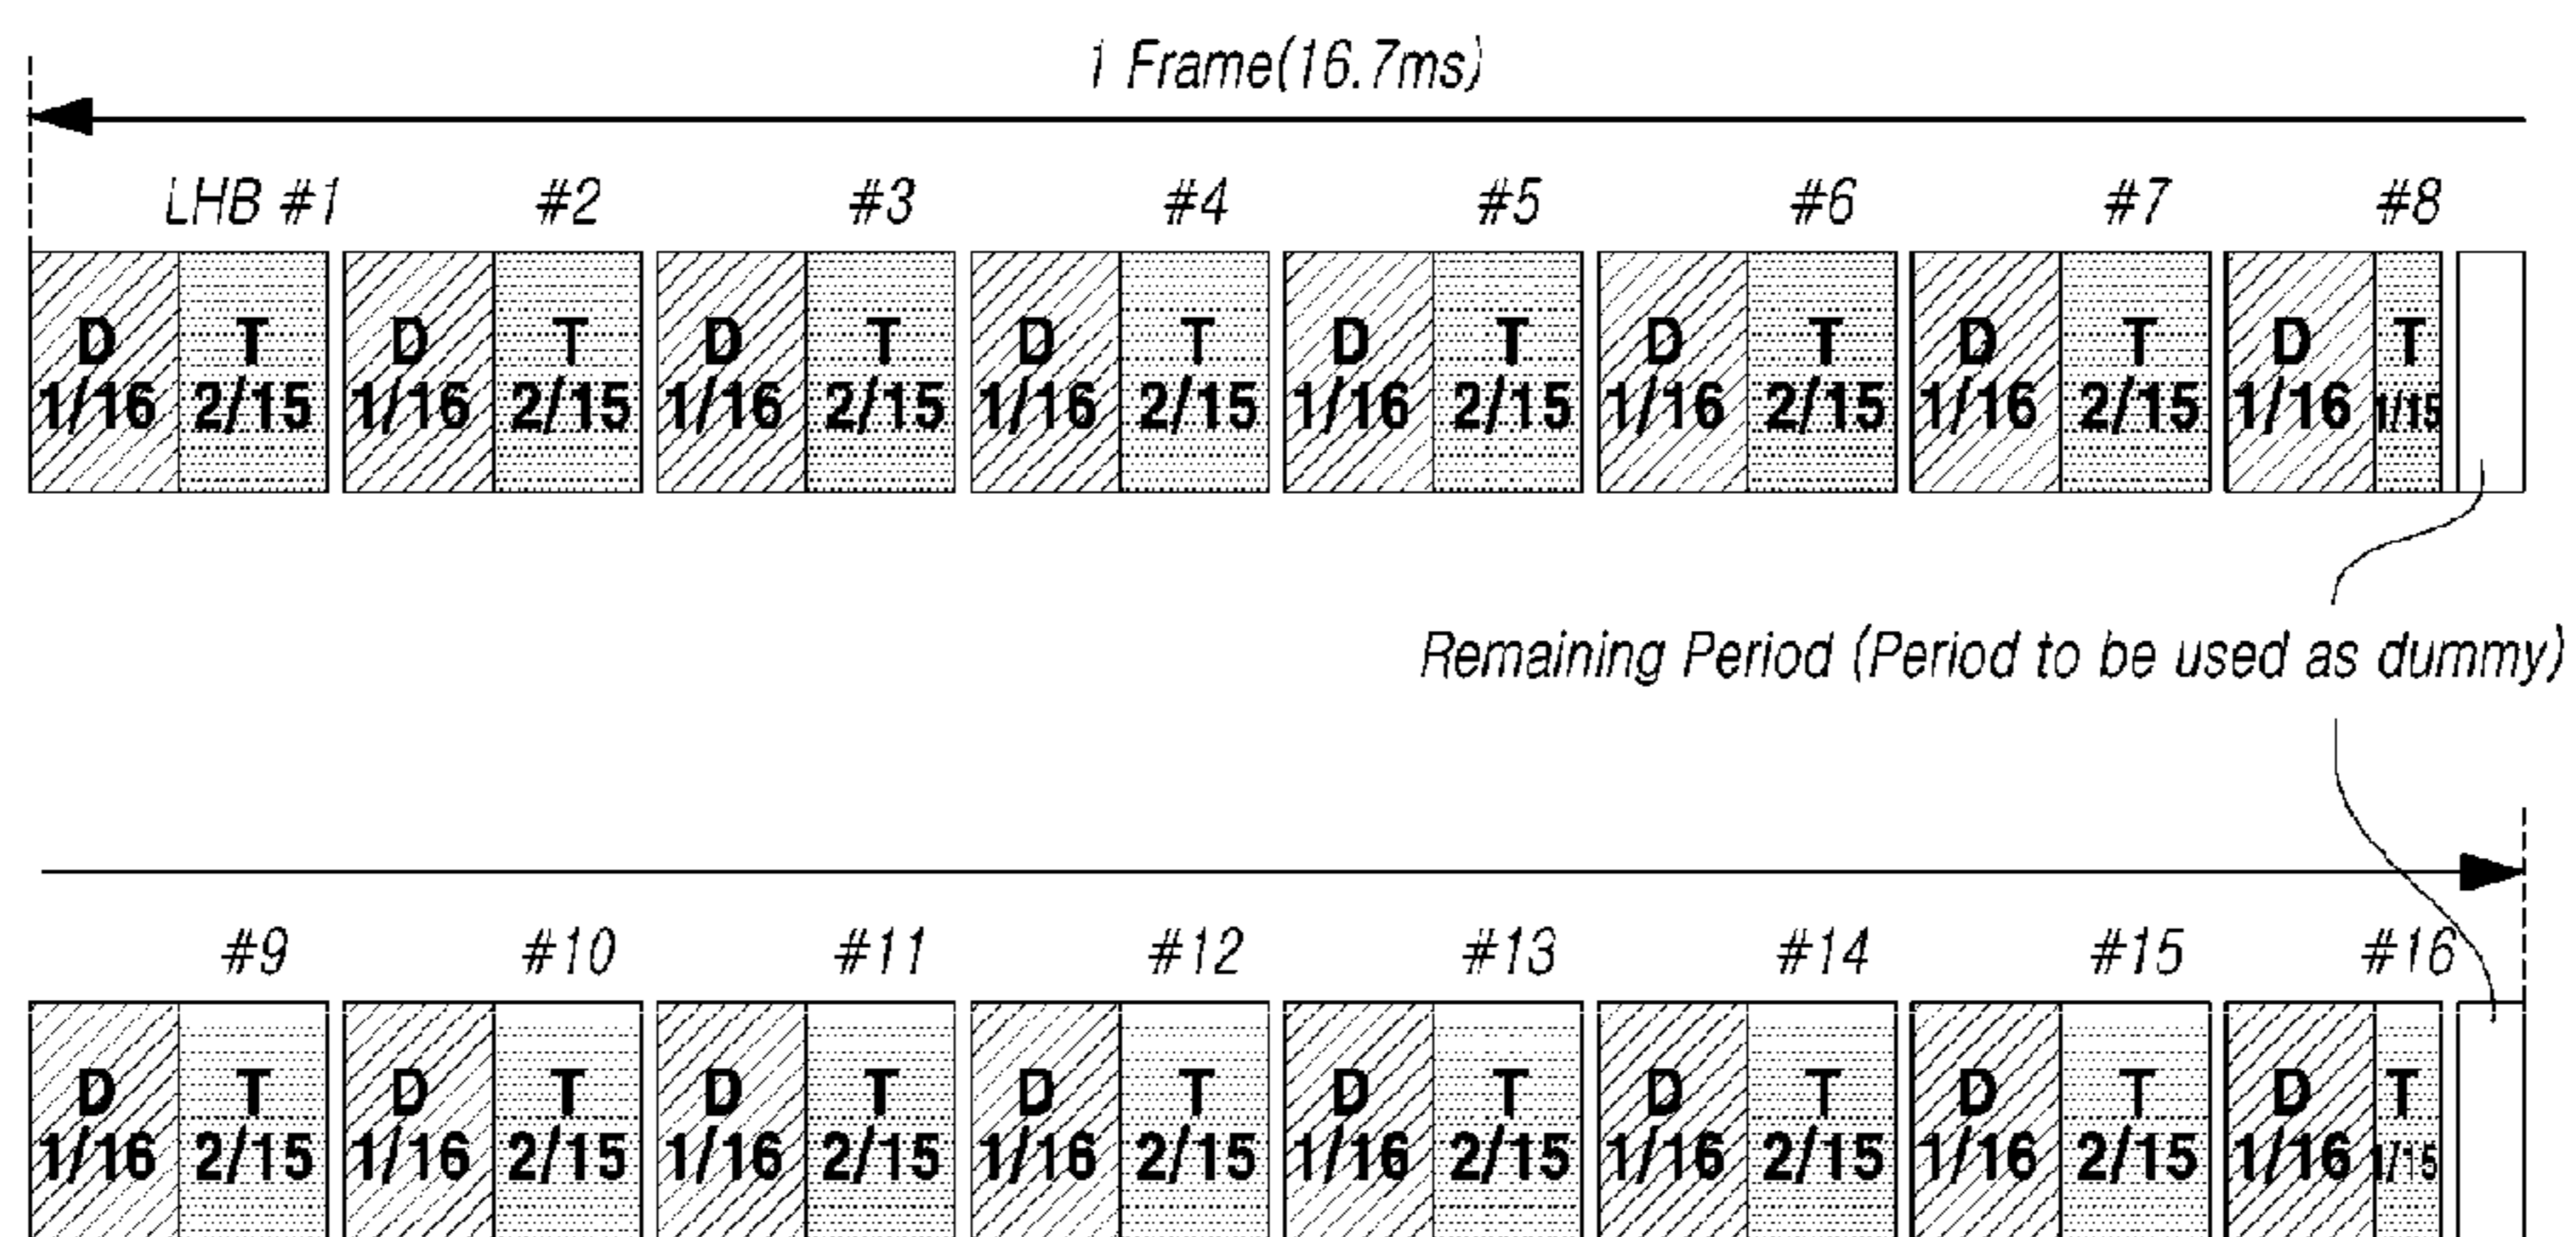 1 Frame(16.7ms)
LHB #1 #2 #3 #4 #5 #6 #7 #8
D T D T D T D T D T D T D T D T
1/16 2/15 1/16 2/15 1/16 2/15 1/16 2/15 1/16 2/15 1/16 2/15 1/16 2/15 1/16 1/15
Remaining Period (Period to be used as dummy)
#9 #10 #11 #12 #13 #14 #15 #16
D T D T D T D T D T D T D T D T
1/16 2/15 1/16 2/15 1/16 2/15 1/16 2/15 1/16 2/15 1/16 2/15 1/16 2/15 1/16 1/15